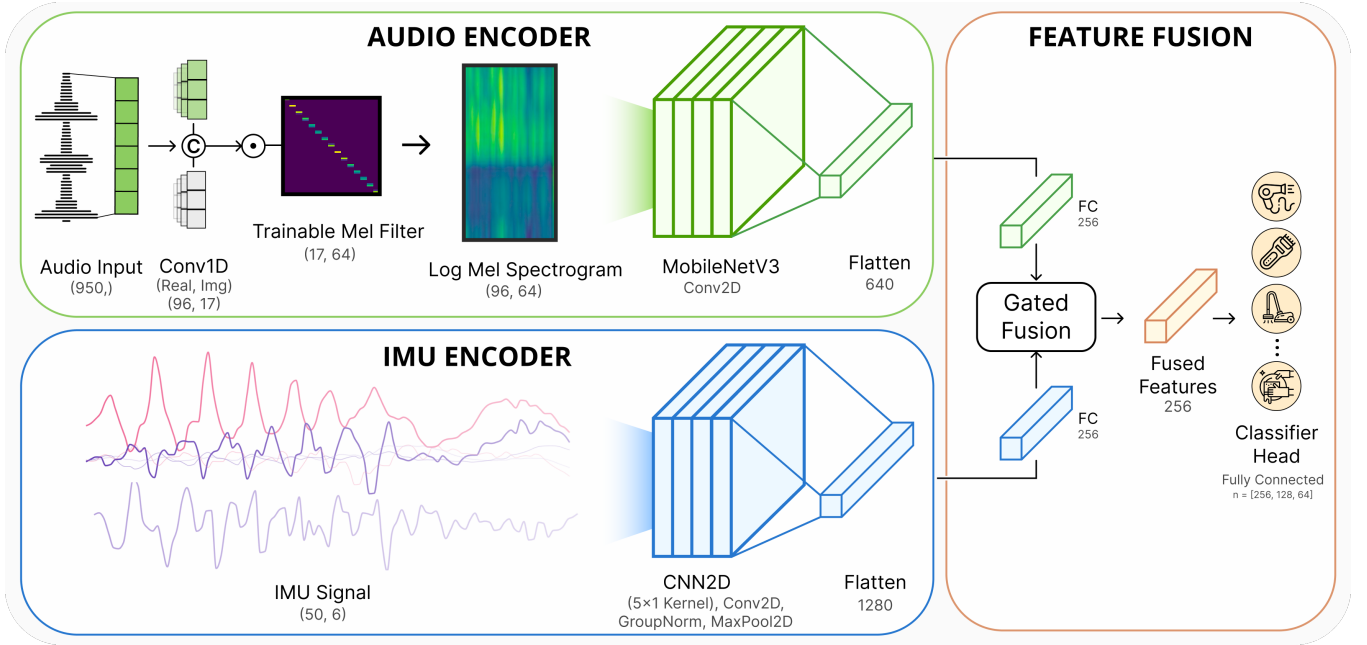 AUDIO ENCODER
C
Audio Input
(950,)
Conv1D
(Real, Img)
(96, 17)
Trainable Mel Filter
(17, 64)
Log Mel Spectrogram
(96, 64)
MobileNetV3
Conv2D
Flatten
640
IMU ENCODER
IMU Signal
(50, 6)
CNN2D
(5×1 Kernel), Conv2D,
GroupNorm, MaxPool2D
Flatten
1280
FEATURE FUSION
FC
256
Gated
Fusion
FC
256
Fused
Features
256
Classifier
Head
Fully Connected
n = [256, 128, 64]